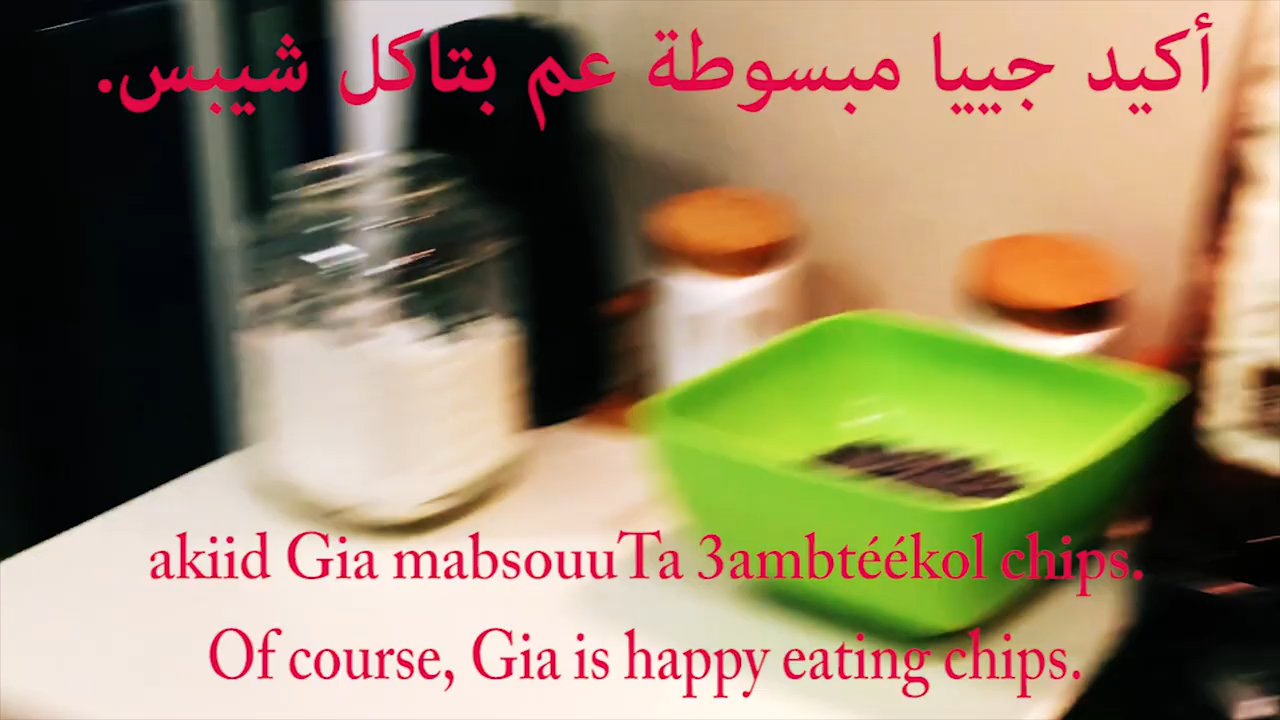 أكيد جييا مبسوطة عم بتاكل شيبس.
akiid Gia mabsouuTa 3ambtéékol chips.
Of course, Gia is happy eating chips.